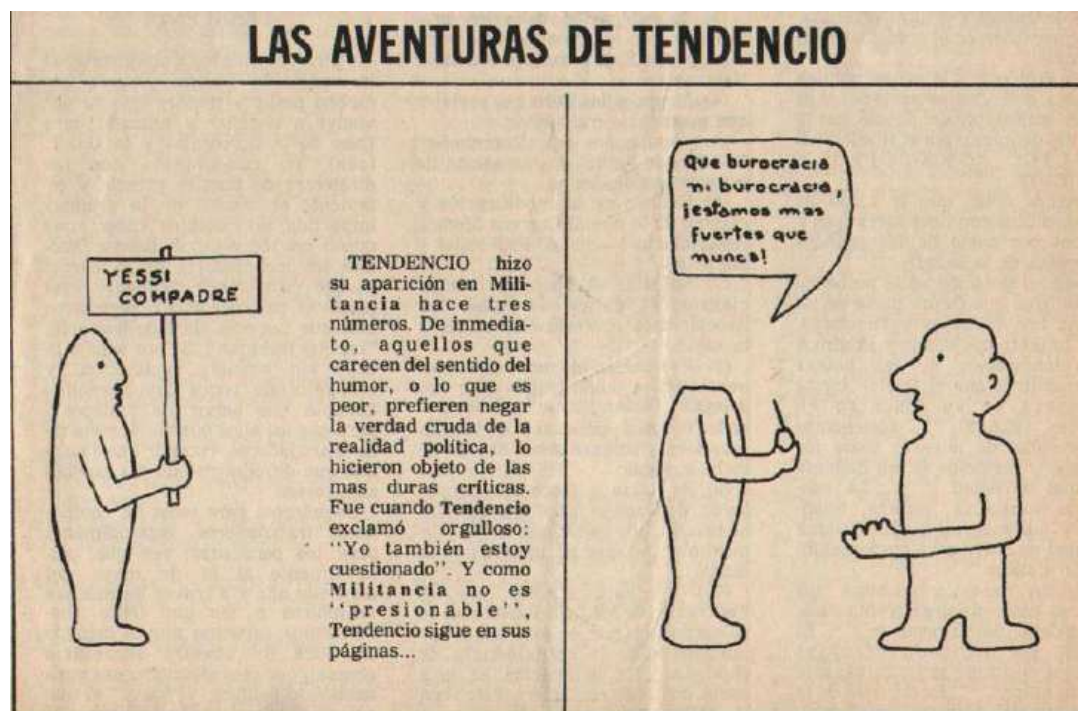 LAS AVENTURAS DE TENDENCIO
YESSI
COMPADRE
TENDENCIO hizo
su aparición en Mili-
tancia hace tres
números. De inmedia-
to, aquellos que
carecen del sentido del
humor, o lo que es
peor, prefieren negar
la verdad cruda de la
realidad política, lo
hicieron objeto de las
mas duras críticas.
Fue cuando Tendencio
exclamó orgulloso:
"Yo también estoy
cuestionado". Y como
Militancia no es
"presionable",
Tendencio sigue en sus
páginas...
Que burocracia
ni burocracia,
¡estamos mas
fuertes que
nunca!